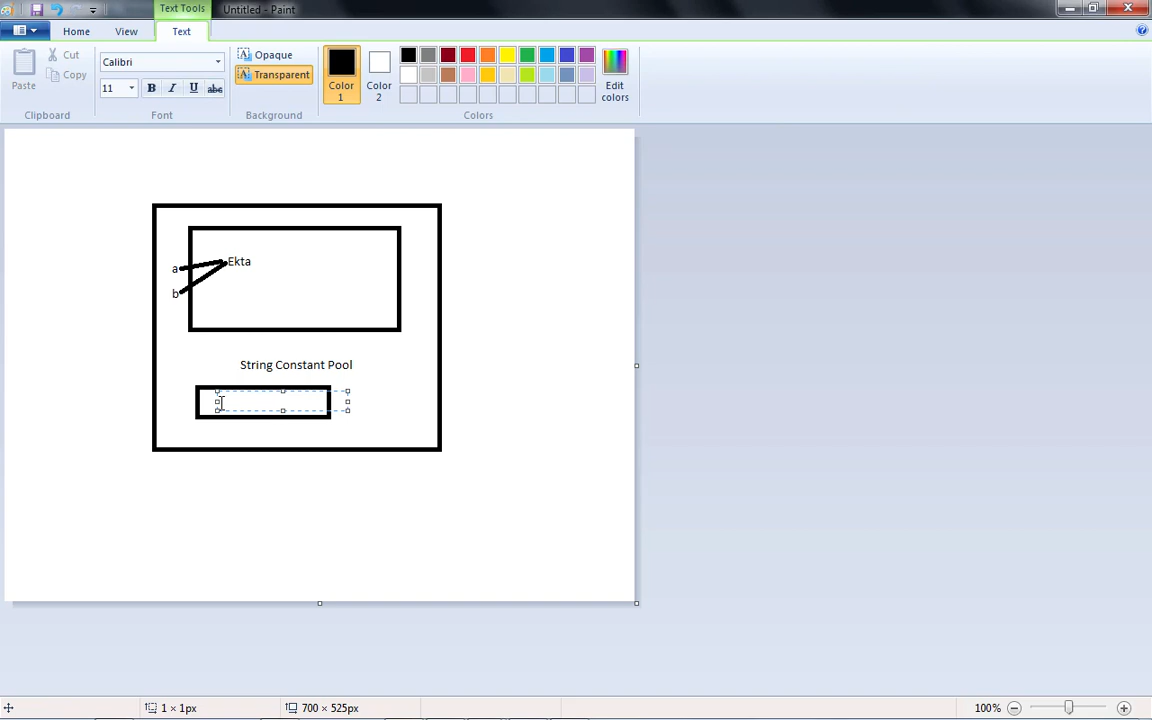 Text Tools
Untitled - Paint
Home
View
Text
Paste
Cut
Copy
Clipboard
Calibri
11
B
I
U
abc
Font
A
Opaque
A
Transparent
Background
Color
1
Color
2
Edit
colors
Colors
Ekta
a
b
String Constant Pool
1 × 1px
700 × 525px
100%